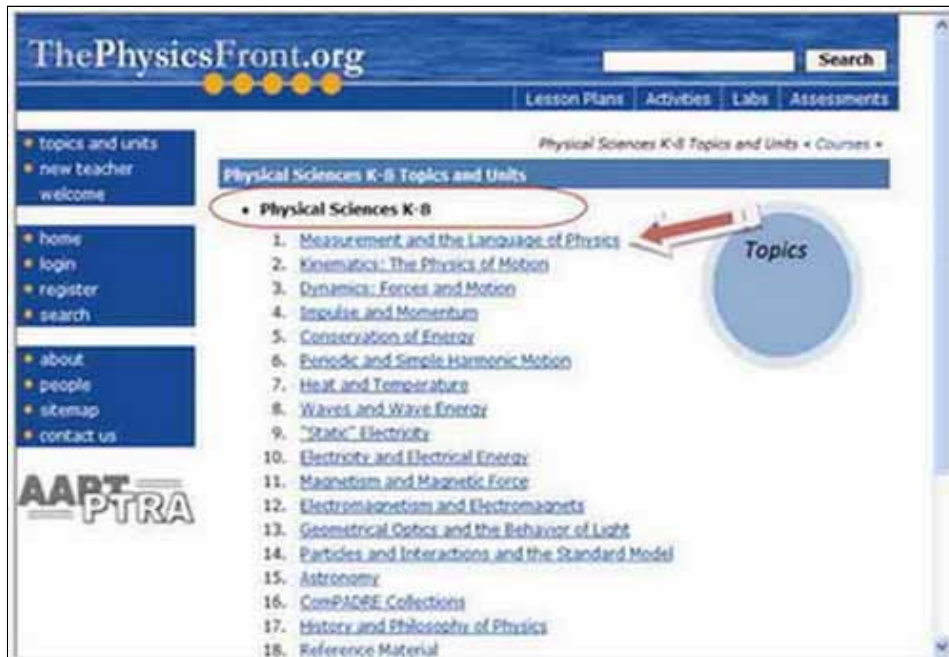 ThePhysicsFront.org
Search
Lesson Plans Activities Labs Assessments
topics and units
new teacher
welcome
home
login
register
search
about
people
sitemap
contact us
AAPT
PTRA
Physical Sciences K-8 Topics and Units « Courses »
Physical Sciences K-8 Topics and Units
• Physical Sciences K-8
1. Measurement and the Language of Physics
2. Kinematics: The Physics of Motion
3. Dynamics: Forces and Motion
4. Impulse and Momentum
5. Conservation of Energy
6. Periodic and Simple Harmonic Motion
7. Heat and Temperature
8. Waves and Wave Energy
9. "Static" Electricity
10. Electricity and Electrical Energy
11. Magnetism and Magnetic Force
12. Electromagnetism and Electromagnets
13. Geometrical Optics and the Behavior of Light
14. Particles and Interactions and the Standard Model
15. Astronomy
16. ComPADRE Collections
17. History and Philosophy of Physics
18. Reference Material
Topics